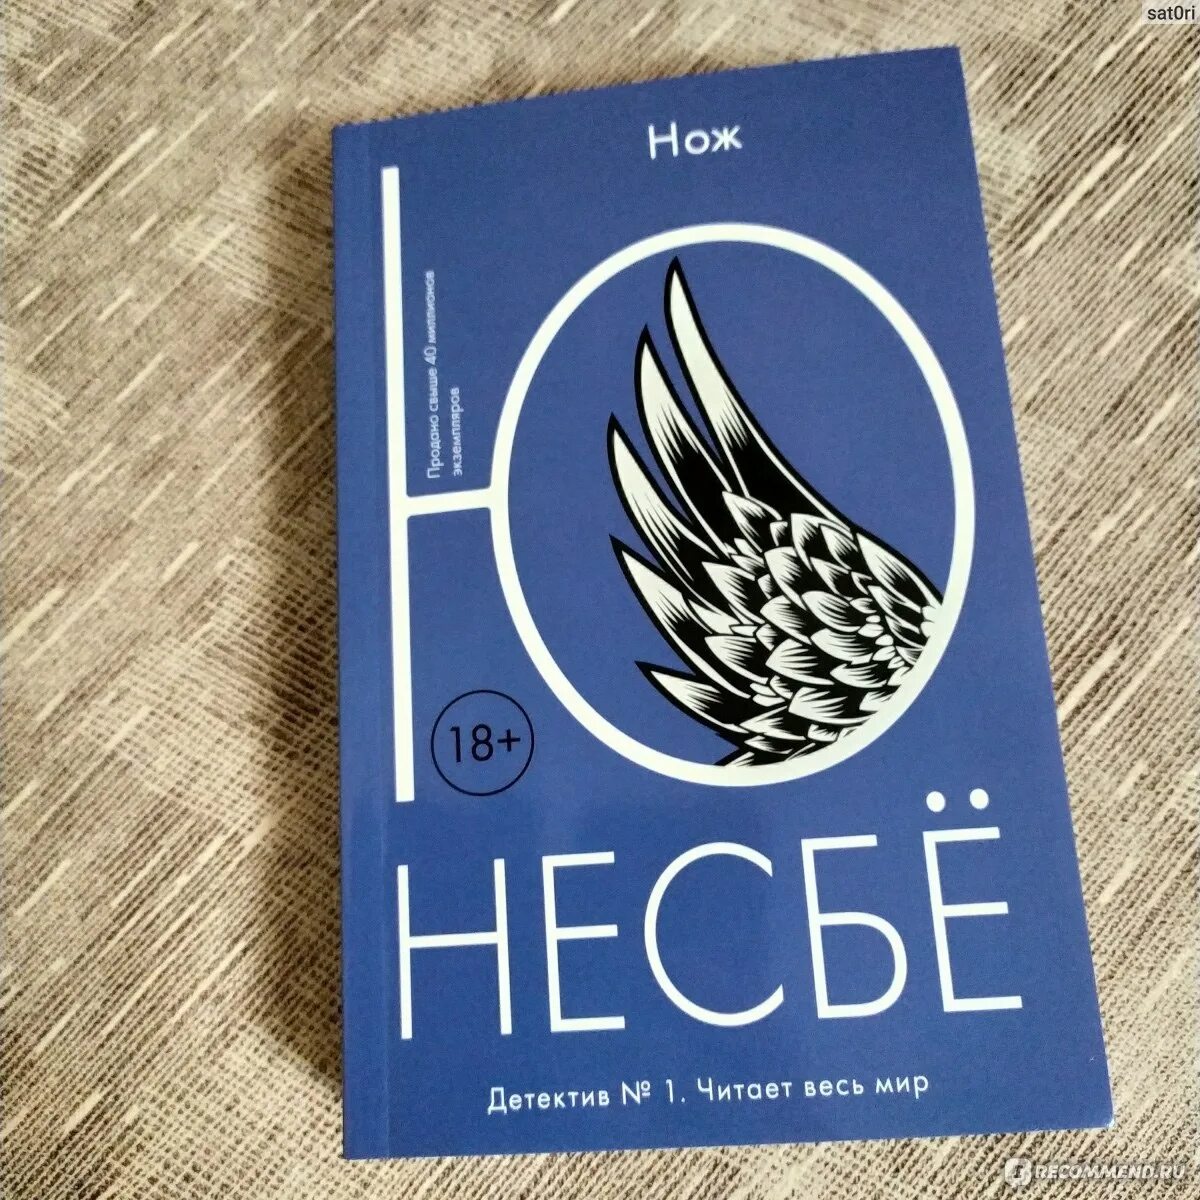 sat0ri
Нож
Ю
Продано свыше 40 миллионов
экземпляров
18+
НЕСБЁ
Детектив № 1. Читает весь мир
RECOMMEND.RU